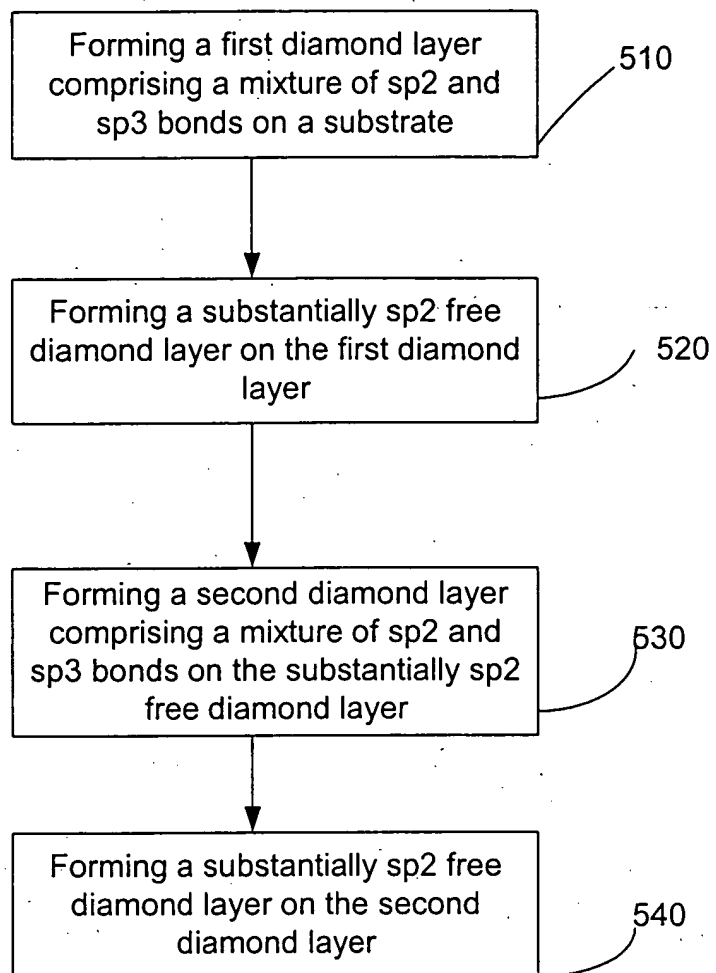 Forming a first diamond layer
comprising a mixture of sp2 and
sp3 bonds on a substrate
510
Forming a substantially sp2 free
diamond layer on the first diamond
layer
520
Forming a second diamond layer
comprising a mixture of sp2 and
sp3 bonds on the substantially sp2
free diamond layer
530
Forming a substantially sp2 free
diamond layer on the second
diamond layer
540